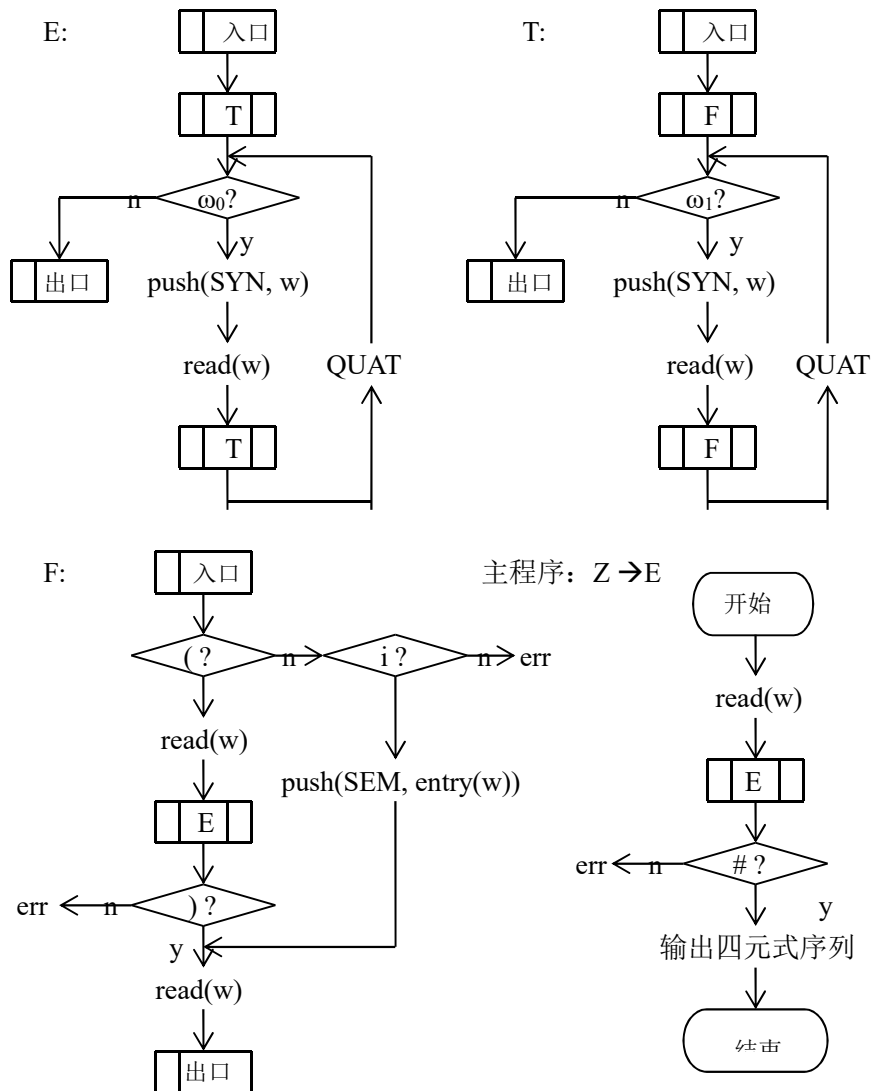 E:
入口
T
ω₀?
n
y
出口
push(SYN, w)
read(w)
QUAT
T
T:
入口
F
ω₁?
n
y
出口
push(SYN, w)
read(w)
QUAT
F
F:
入口
( ?
n
i ?
n
err
read(w)
push(SEM, entry(w))
E
) ?
n
err
y
read(w)
出口
主程序：Z →E
开始
read(w)
E
# ?
n
err
y
输出四元式序列
结束